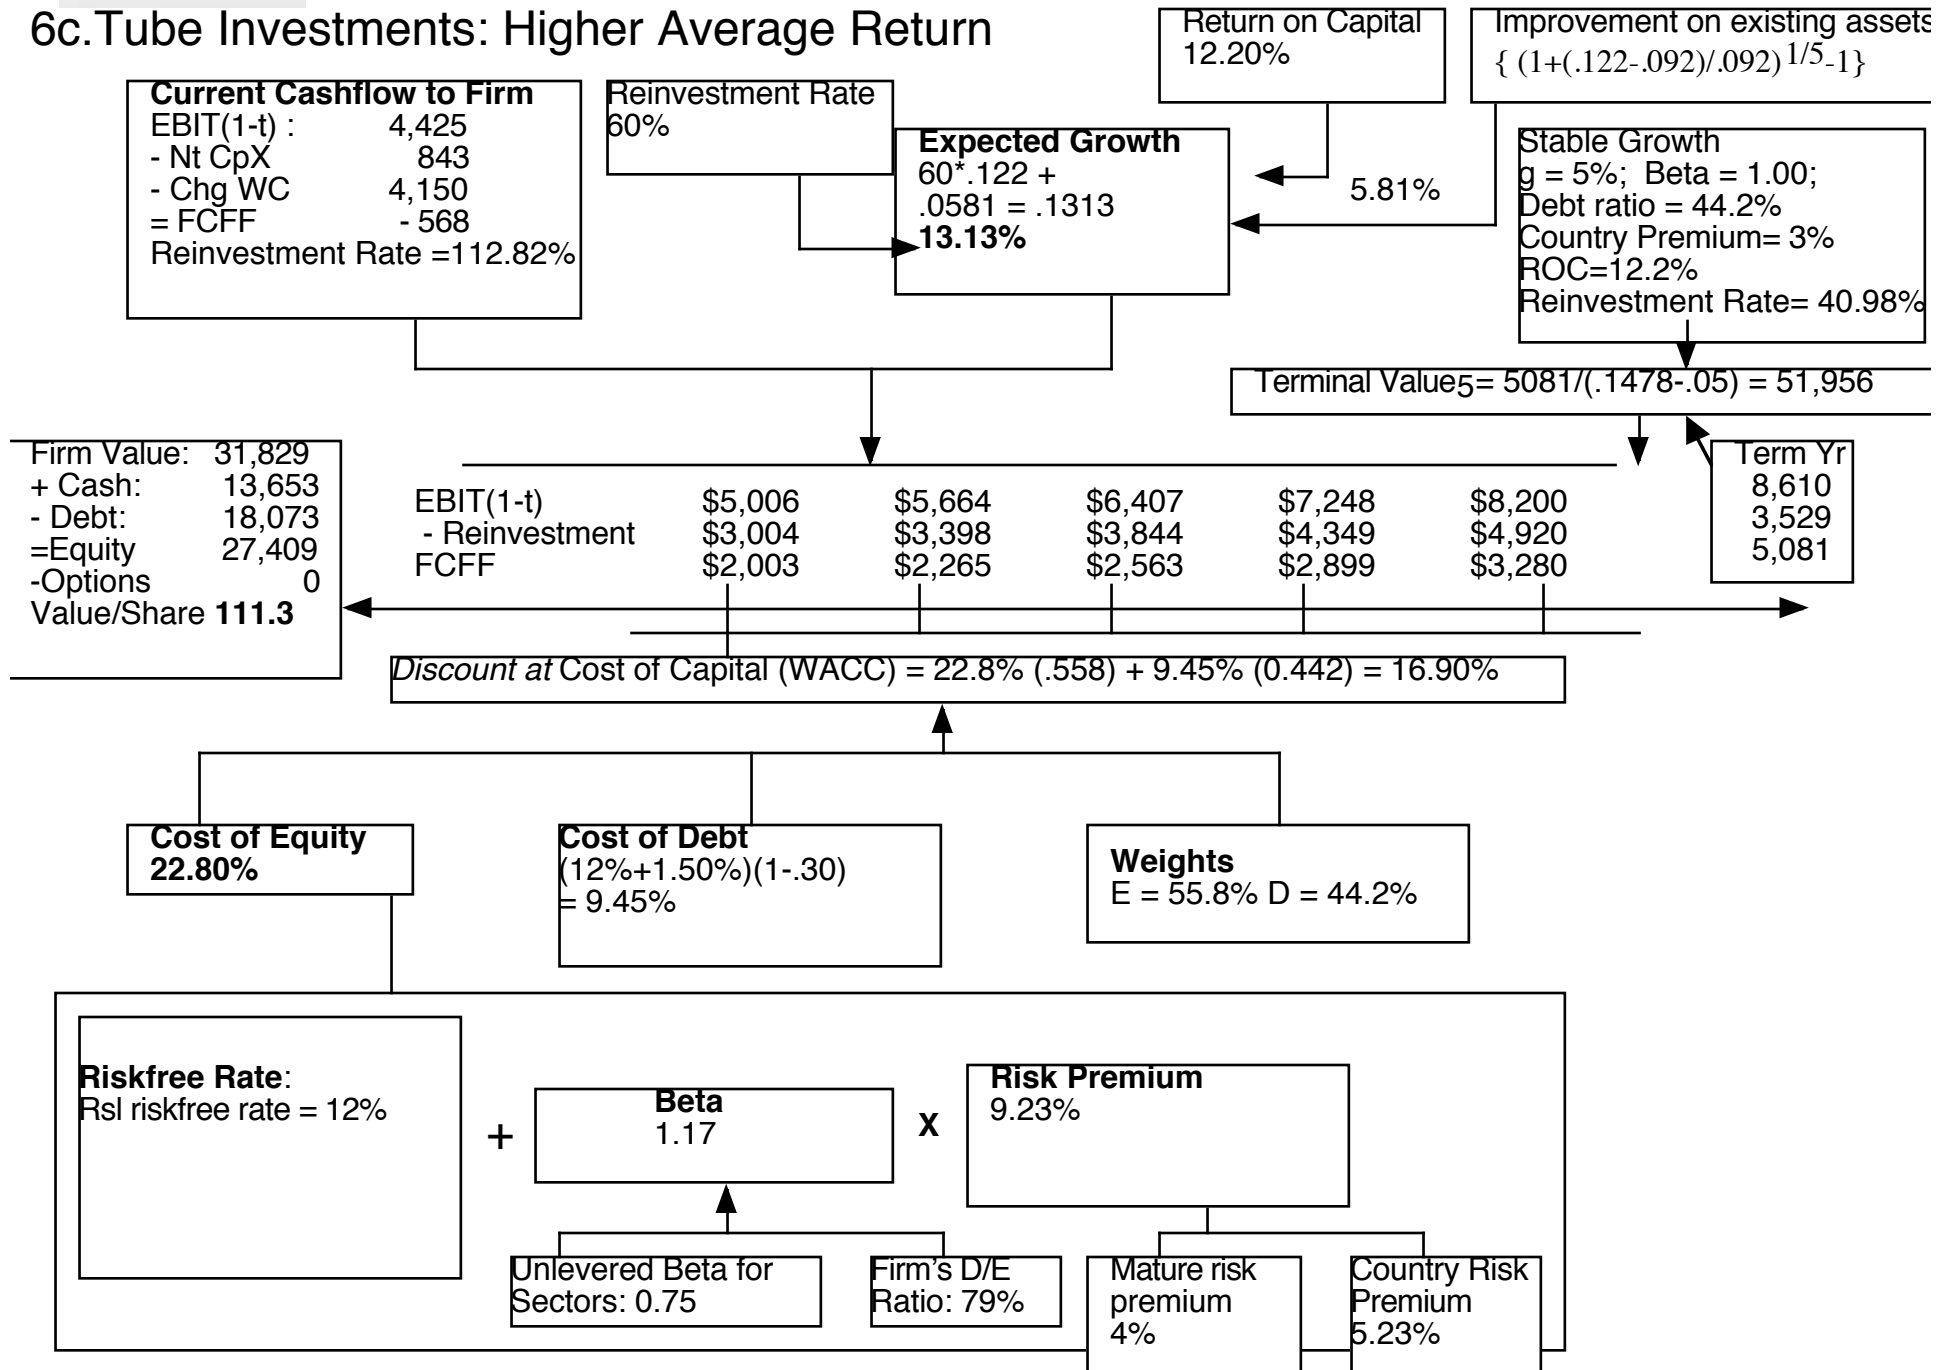 6c.Tube Investments: Higher Average Return
Return on Capital
12.20%
Improvement on existing assets
{ (1+(.122-.092)/.092)1/5-1}
Current Cashflow to Firm
EBIT(1-t) : 4,425
- Nt CpX 843
- Chg WC 4,150
= FCFF - 568
Reinvestment Rate =112.82%
Reinvestment Rate
60%
Expected Growth
60*.122 +
.0581 = .1313
13.13%
5.81%
Stable Growth
g = 5%; Beta = 1.00;
Debt ratio = 44.2%
Country Premium= 3%
ROC=12.2%
Reinvestment Rate= 40.98%
Terminal Value5= 5081/(.1478-.05) = 51,956
Firm Value: 31,829
+ Cash: 13,653
- Debt: 18,073
=Equity 27,409
-Options 0
Value/Share 111.3
EBIT(1-t) $5,006 $5,664 $6,407 $7,248 $8,200
- Reinvestment $3,004 $3,398 $3,844 $4,349 $4,920
FCFF $2,003 $2,265 $2,563 $2,899 $3,280
Term Yr
8,610
3,529
5,081
Discount at Cost of Capital (WACC) = 22.8% (.558) + 9.45% (0.442) = 16.90%
Cost of Equity
22.80%
Cost of Debt
(12%+1.50%)(1-.30)
= 9.45%
Weights
E = 55.8% D = 44.2%
Riskfree Rate:
Rsl riskfree rate = 12%
+
Beta
1.17
X
Risk Premium
9.23%
Unlevered Beta for
Sectors: 0.75
Firm's D/E
Ratio: 79%
Mature risk
premium
4%
Country Risk
Premium
5.23%